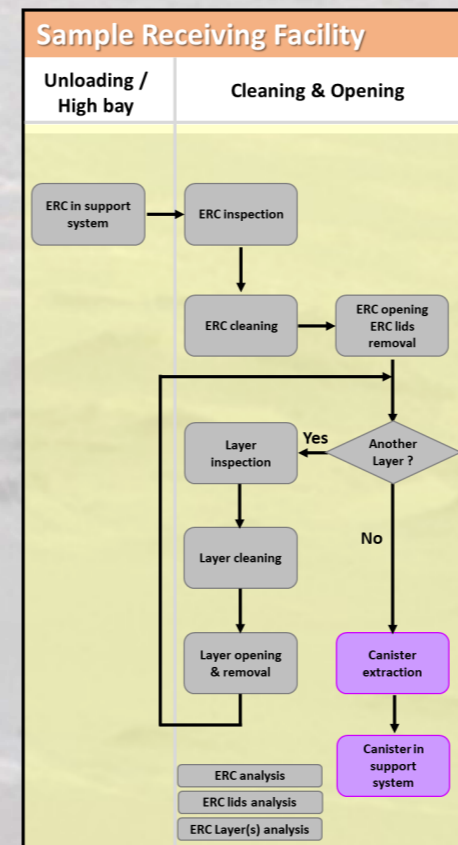 Sample Receiving Facility
Unloading /
High bay
Cleaning & Opening
ERC in support
system
ERC inspection
ERC cleaning
ERC opening
ERC lids
removal
Another
Layer ?
Yes
Layer
inspection
No
Layer cleaning
Layer opening
& removal
Canister
extraction
Canister in
support
system
ERC analysis
ERC lids analysis
ERC Layer(s) analysis